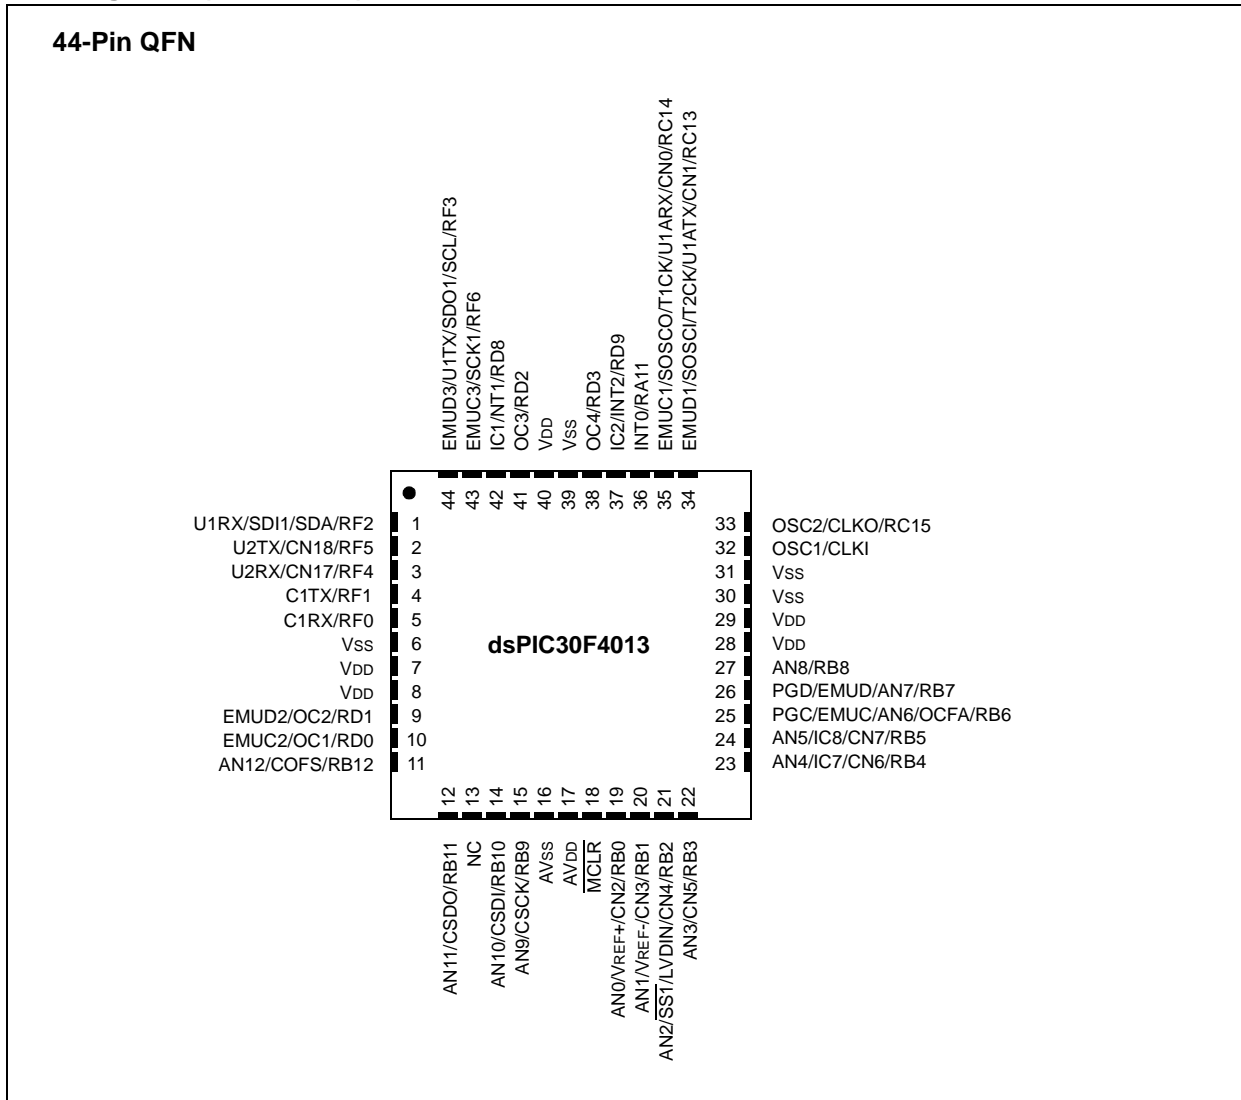 44-Pin QFN
EMUD3/U1TX/SDO1/SCL/RF3
EMUC3/SCK1/RF6
IC1/NT1/RD8
OC3/RD2
VDD
VSS
OC4/RD3
IC2/INT2/RD9
INT0/RA11
EMUC1/SOSCO/T1CK/U1ARX/CN0/RC14
EMUD1/SOSCI/T2CK/U1ATX/CN1/RC13
44
43
42
41
40
39
38
37
36
35
34
U1RX/SDI1/SDA/RF2 1
U2TX/CN18/RF5 2
U2RX/CN17/RF4 3
C1TX/RF1 4
C1RX/RF0 5
VSS 6
VDD 7
VDD 8
EMUD2/OC2/RD1 9
EMUC2/OC1/RD0 10
AN12/COFS/RB12 11
dsPIC30F4013
33 OSC2/CLKO/RC15
32 OSC1/CLKI
31 VSS
30 VSS
29 VDD
28 VDD
27 AN8/RB8
26 PGD/EMUD/AN7/RB7
25 PGC/EMUC/AN6/OCFA/RB6
24 AN5/IC8/CN7/RB5
23 AN4/IC7/CN6/RB4
12
13
14
15
16
17
18
19
20
21
22
AN11/CSDO/RB11
NC
AN10/CSDI/RB10
AN9/CSCK/RB9
AVSS
AVDD
MCLR
AN0/VREF+/CN2/RB0
AN1/VREF-/CN3/RB1
AN2/SS1/LVDIN/CN4/RB2
AN3/CN5/RB3